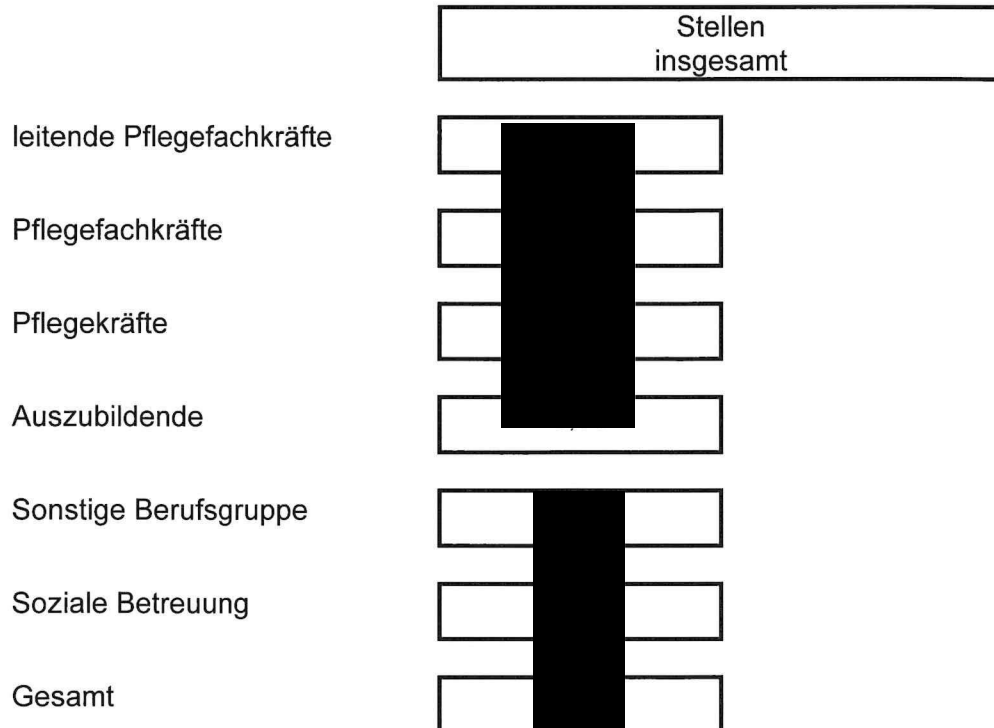 Stellen
insgesamt
leitende Pflegefachkräfte
Pflegefachkräfte
Pflegekräfte
Auszubildende
Sonstige Berufsgruppe
Soziale Betreuung
Gesamt